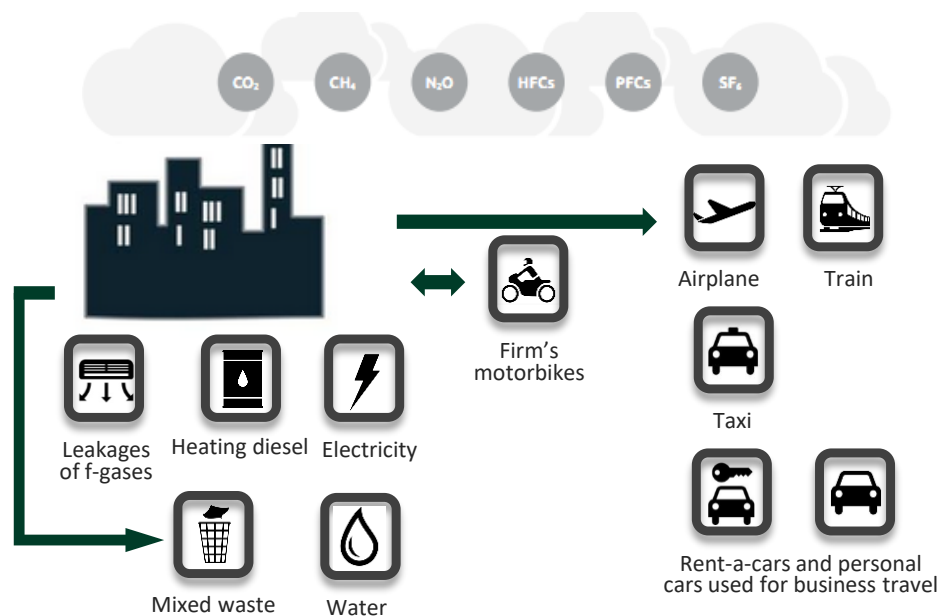 CO₂ CH₄ N₂O HFCs PFCs SF₆
Airplane
Train
Firm's
motorbikes
Taxi
Leakages
of f-gases
Heating diesel
Electricity
Rent-a-cars and personal
cars used for business travel
Mixed waste
Water